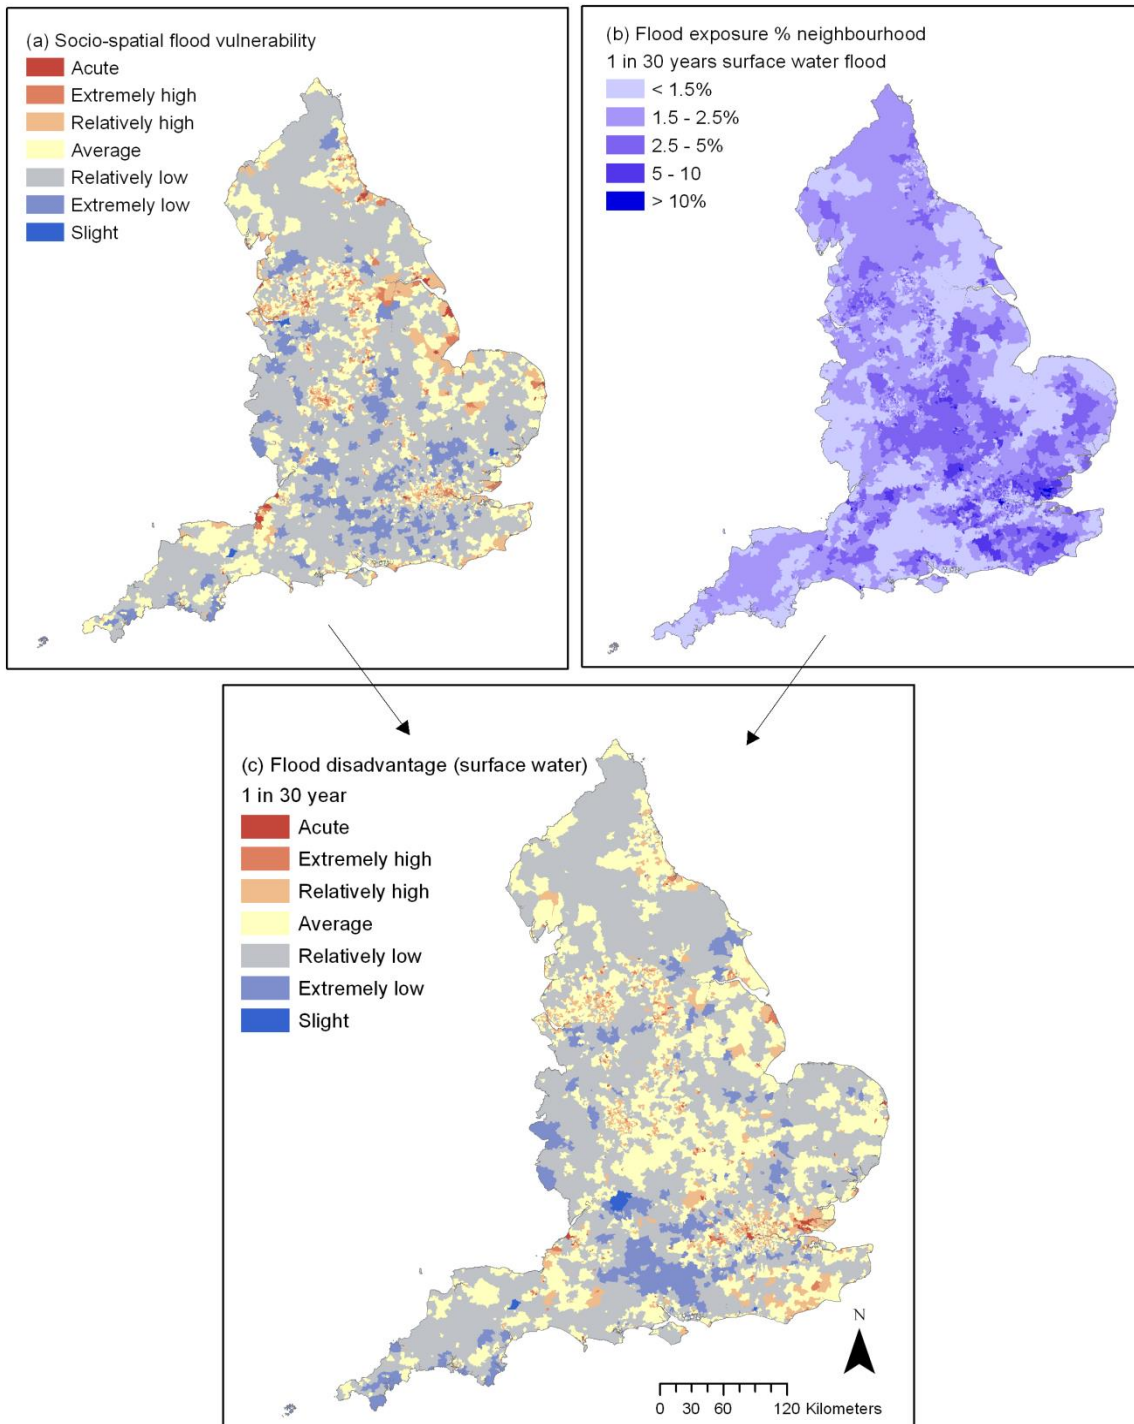 (a) Socio-spatial flood vulnerability
Acute
Extremely high
Relatively high
Average
Relatively low
Extremely low
Slight
(b) Flood exposure % neighbourhood
1 in 30 years surface water flood
< 1.5%
1.5 - 2.5%
2.5 - 5%
5 - 10
> 10%
(c) Flood disadvantage (surface water)
1 in 30 year
Acute
Extremely high
Relatively high
Average
Relatively low
Extremely low
Slight
N
0 30 60 120 Kilometers